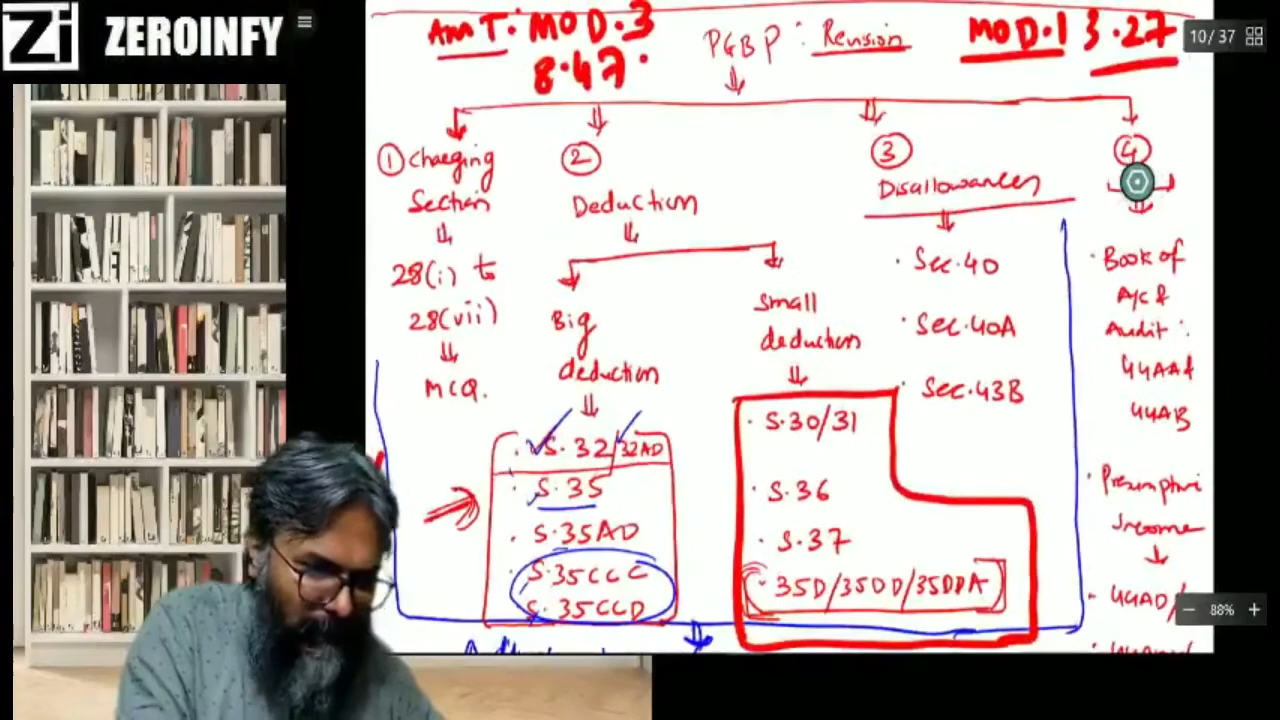 Zi ZEROINFY
10/37
AMT: MOD.3
8.47.
PGBP: Revision
MOD.1 3.27
① Charging
Section
28(i) to
28(vii)
MCQ.
②
Deduction
Big
deduction
· S.32/32AD
· S.35
· S.35AD
· S.35CCC
S.35CCD
Small
deduction
· S.30/31
· S.36
· S.37
· 35D/35DD/35DDA
③
Disallowances
· Sec.40
· Sec.40A
· Sec.43B
④
· Book of
A/c &
Audit:
44AA &
44AB
· Presumptive
Income
· 44AD/
88%